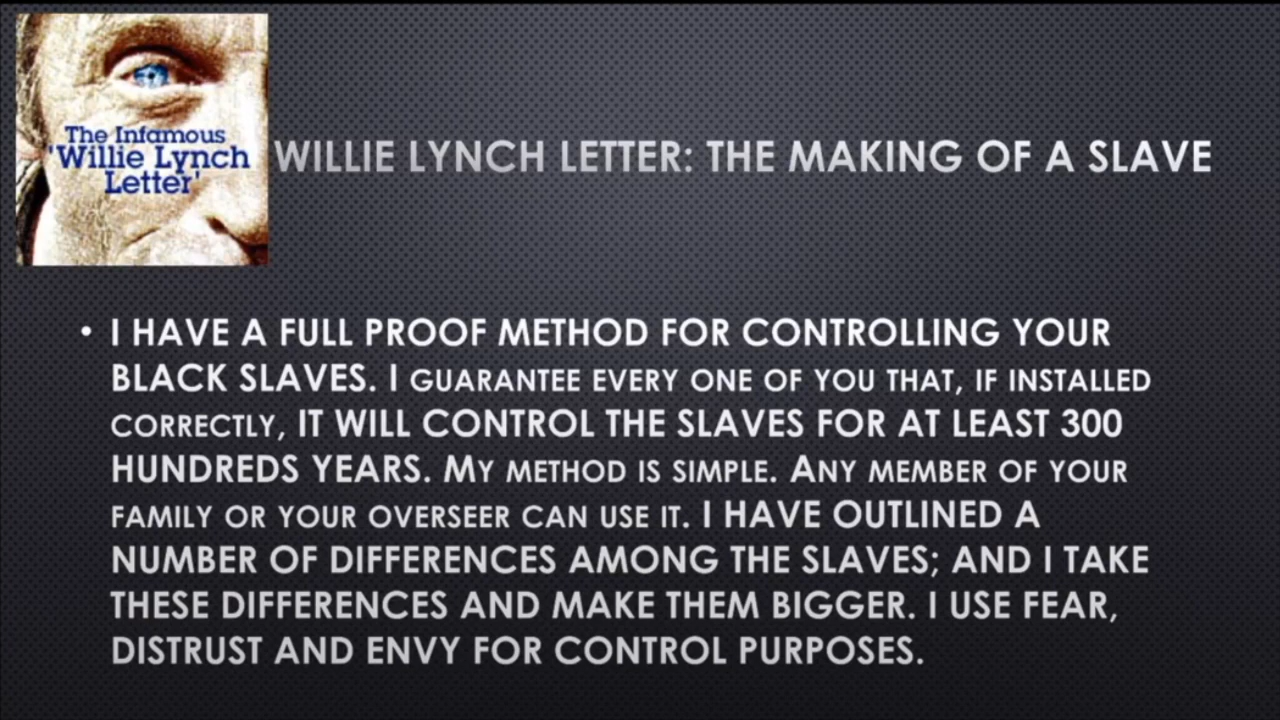 The Infamous
'Willie Lynch
Letter'
WILLIE LYNCH LETTER: THE MAKING OF A SLAVE
• I HAVE A FULL PROOF METHOD FOR CONTROLLING YOUR
BLACK SLAVES. I GUARANTEE EVERY ONE OF YOU THAT, IF INSTALLED
CORRECTLY, IT WILL CONTROL THE SLAVES FOR AT LEAST 300
HUNDREDS YEARS. MY METHOD IS SIMPLE. ANY MEMBER OF YOUR
FAMILY OR YOUR OVERSEER CAN USE IT. I HAVE OUTLINED A
NUMBER OF DIFFERENCES AMONG THE SLAVES; AND I TAKE
THESE DIFFERENCES AND MAKE THEM BIGGER. I USE FEAR,
DISTRUST AND ENVY FOR CONTROL PURPOSES.